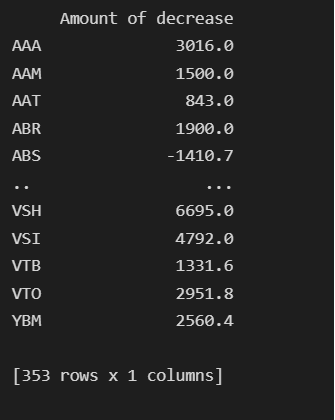 Amount of decrease
AAA 3016.0
AAM 1500.0
AAT 843.0
ABR 1900.0
ABS -1410.7
.. ...
VSH 6695.0
VSI 4792.0
VTB 1331.6
VTO 2951.8
YBM 2560.4
[353 rows x 1 columns]